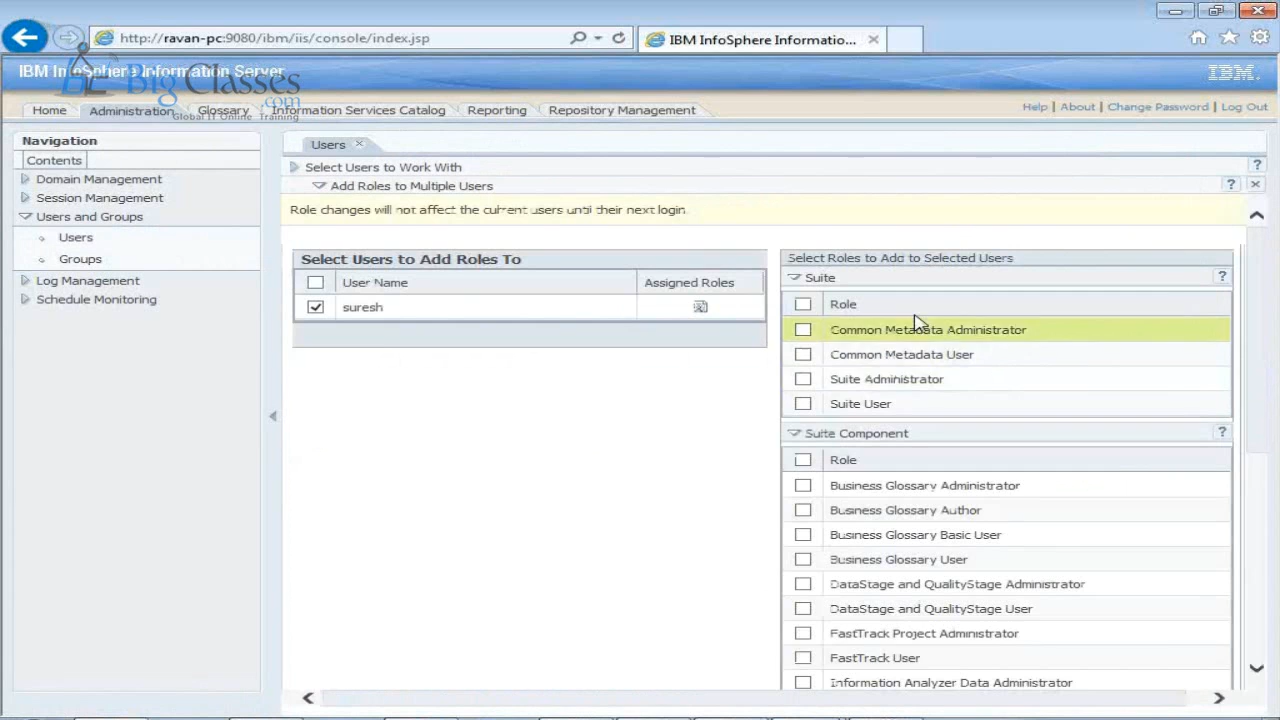 http://ravan-pc:9080/ibm/iis/console/index.jsp
IBM InfoSphere Informatio...
IBM InfoSphere Information Server
IBM.
BigClasses
.com
Global IT Online Training
Home
Administration
Glossary
Information Services Catalog
Reporting
Repository Management
Help | About | Change Password | Log Out
Navigation
Contents
Domain Management
Session Management
Users and Groups
Users
Groups
Log Management
Schedule Monitoring
Users
Select Users to Work With
?
Add Roles to Multiple Users
?
Role changes will not affect the current users until their next login.
Select Users to Add Roles To
User Name
Assigned Roles
suresh
Select Roles to Add to Selected Users
Suite
?
Role
Common Metadata Administrator
Common Metadata User
Suite Administrator
Suite User
Suite Component
?
Role
Business Glossary Administrator
Business Glossary Author
Business Glossary Basic User
Business Glossary User
DataStage and QualityStage Administrator
DataStage and QualityStage User
FastTrack Project Administrator
FastTrack User
Information Analyzer Data Administrator